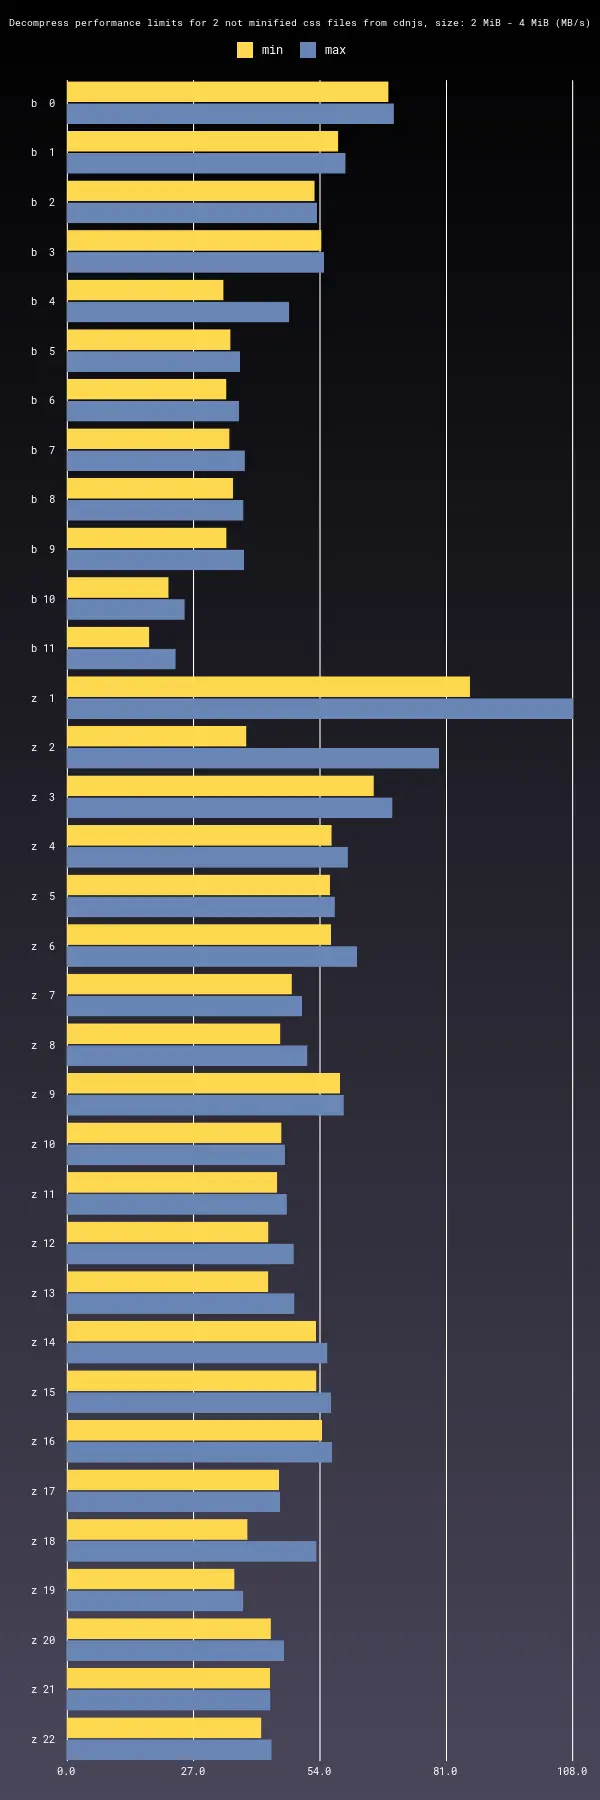 Decompress performance limits for 2 not minified css files from cdnjs, size: 2 MiB - 4 MiB (MB/s)
min max
b 0
b 1
b 2
b 3
b 4
b 5
b 6
b 7
b 8
b 9
b 10
b 11
z 1
z 2
z 3
z 4
z 5
z 6
z 7
z 8
z 9
z 10
z 11
z 12
z 13
z 14
z 15
z 16
z 17
z 18
z 19
z 20
z 21
z 22
0.0 27.0 54.0 81.0 108.0